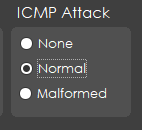 ICMP Attack
None
Normal
Malformed